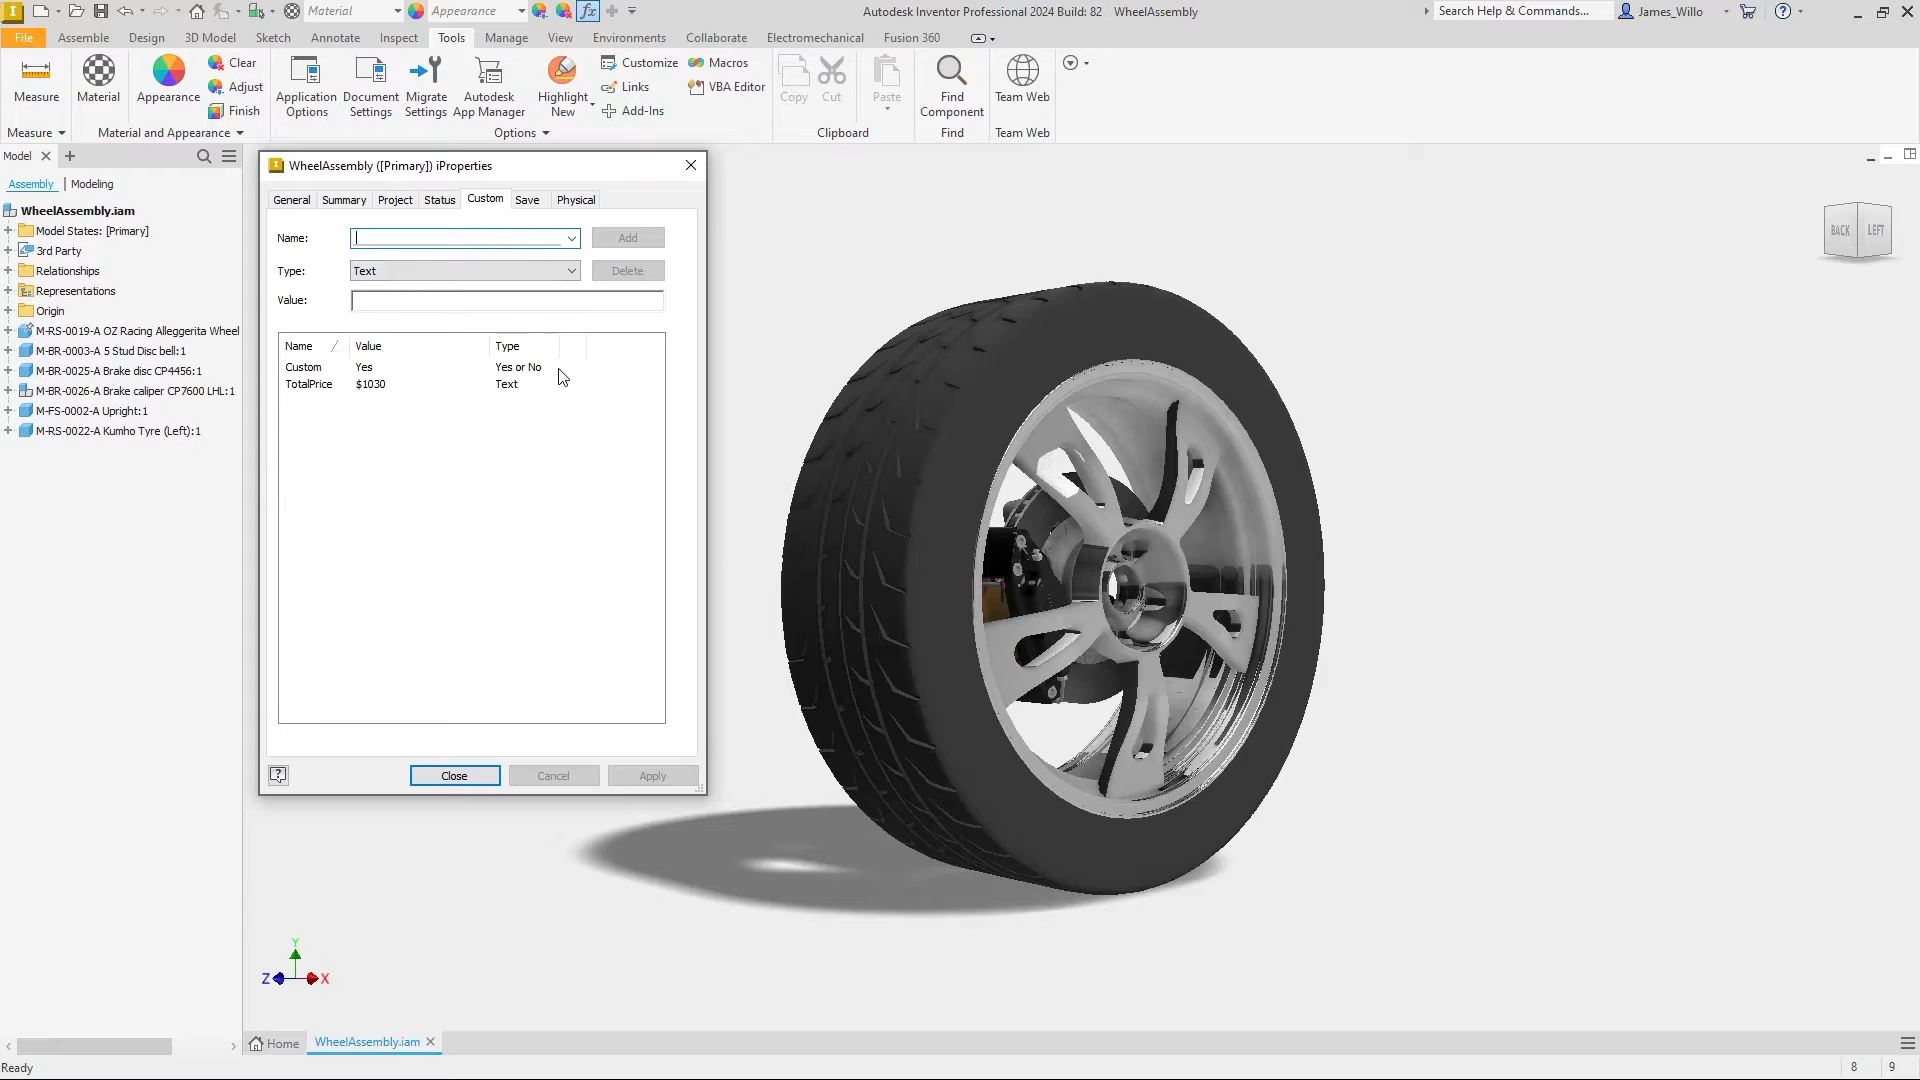 Material
Appearance
fx
Autodesk Inventor Professional 2024 Build: 82 WheelAssembly
Search Help & Commands...
James_Willo
File Assemble Design 3D Model Sketch Annotate Inspect Tools Manage View Environments Collaborate Electromechanical Fusion 360
Measure
Material
Appearance
Clear
Adjust
Finish
Application Options
Document Settings
Migrate Settings
Autodesk App Manager
Highlight New
Customize
Links
Add-Ins
Macros
VBA Editor
Copy
Cut
Paste
Find Component
Team Web
Measure
Material and Appearance
Options
Clipboard
Find
Team Web
Model
Assembly | Modeling
WheelAssembly.iam
Model States: [Primary]
3rd Party
Relationships
Representations
Origin
M-RS-0019-A OZ Racing Alleggerita Wheel
M-BR-0003-A 5 Stud Disc bell:1
M-BR-0025-A Brake disc CP4456:1
M-BR-0026-A Brake caliper CP7600 LHL:1
M-FS-0002-A Upright:1
M-RS-0022-A Kumho Tyre (Left):1
WheelAssembly ([Primary]) iProperties
General Summary Project Status Custom Save Physical
Name:
Add
Type:
Text
Delete
Value:
Name Value Type
Custom Yes Yes or No
TotalPrice $1030 Text
Close Cancel Apply
BACK LEFT
Y
Z X
Home WheelAssembly.iam
Ready
8 9